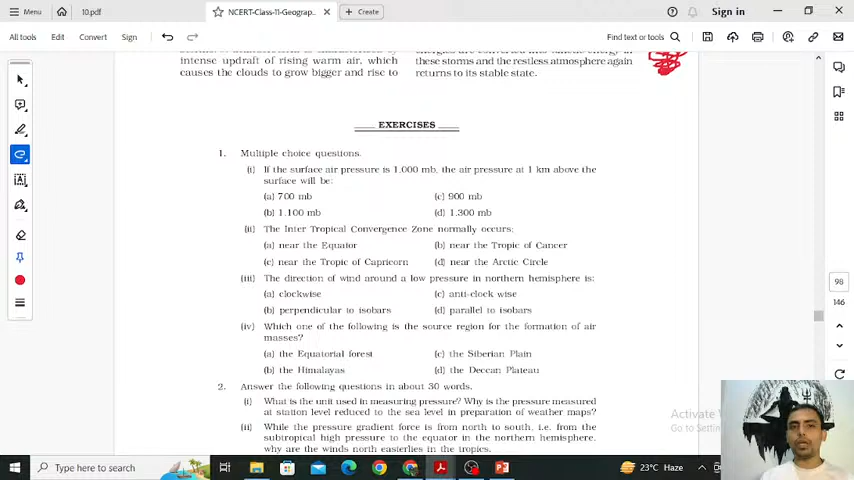 Menu
10.pdf
NCERT-Class-11-Geograp...
Create
Sign in
All tools Edit Convert Sign
Find text or tools
intense updraft of rising warm air, which
causes the clouds to grow bigger and rise to
these storms and the restless atmosphere again
returns to its stable state.
EXERCISES
1. Multiple choice questions.
(i) If the surface air pressure is 1,000 mb, the air pressure at 1 km above the
surface will be:
(a) 700 mb (c) 900 mb
(b) 1,100 mb (d) 1,300 mb
(ii) The Inter Tropical Convergence Zone normally occurs:
(a) near the Equator (b) near the Tropic of Cancer
(c) near the Tropic of Capricorn (d) near the Arctic Circle
(iii) The direction of wind around a low pressure in northern hemisphere is:
(a) clockwise (c) anti-clock wise
(b) perpendicular to isobars (d) parallel to isobars
(iv) Which one of the following is the source region for the formation of air
masses?
(a) the Equatorial forest (c) the Siberian Plain
(b) the Himalayas (d) the Deccan Plateau
2. Answer the following questions in about 30 words.
(i) What is the unit used in measuring pressure? Why is the pressure measured
at station level reduced to the sea level in preparation of weather maps?
(ii) While the pressure gradient force is from north to south, i.e. from the
subtropical high pressure to the equator in the northern hemisphere,
why are the winds north easterlies in the tropics.
98
146
Activate
Go to Settin
Type here to search
23°C Haze